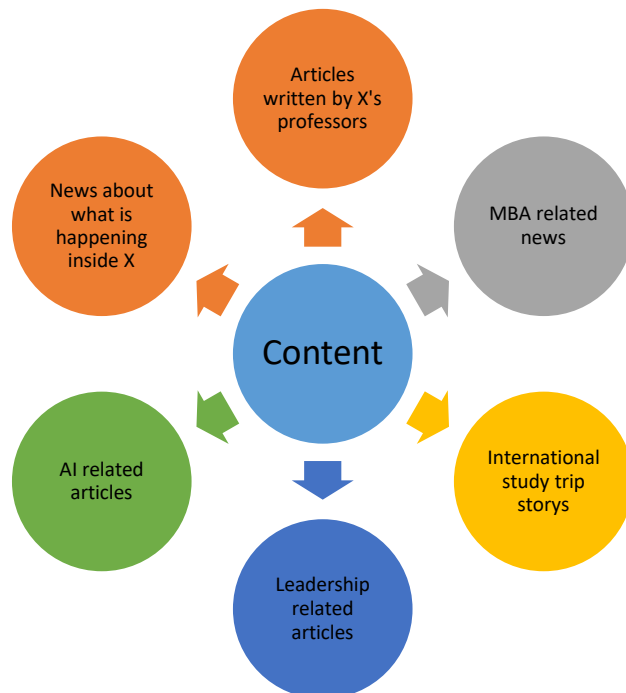 Articles
written by X's
professors
News about
what is
happening
inside X
MBA related
news
Content
AI related
articles
International
study trip
storys
Leadership
related
articles